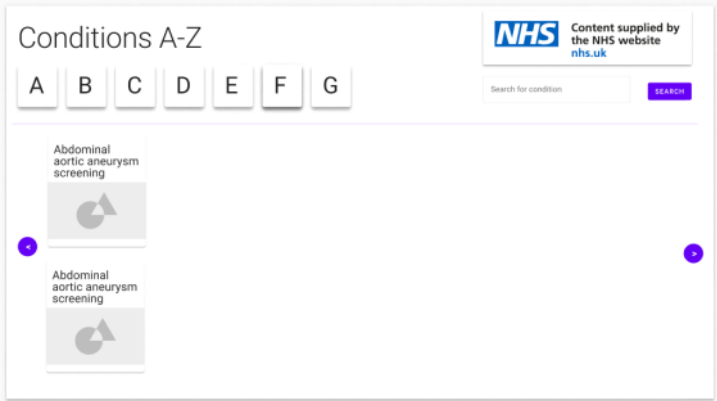 Conditions A-Z
NHS
Content supplied by
the NHS website
nhs.uk
A B C D E F G
Search for condition
SEARCH
Abdominal
aortic aneurysm
screening
<
>
Abdominal
aortic aneurysm
screening